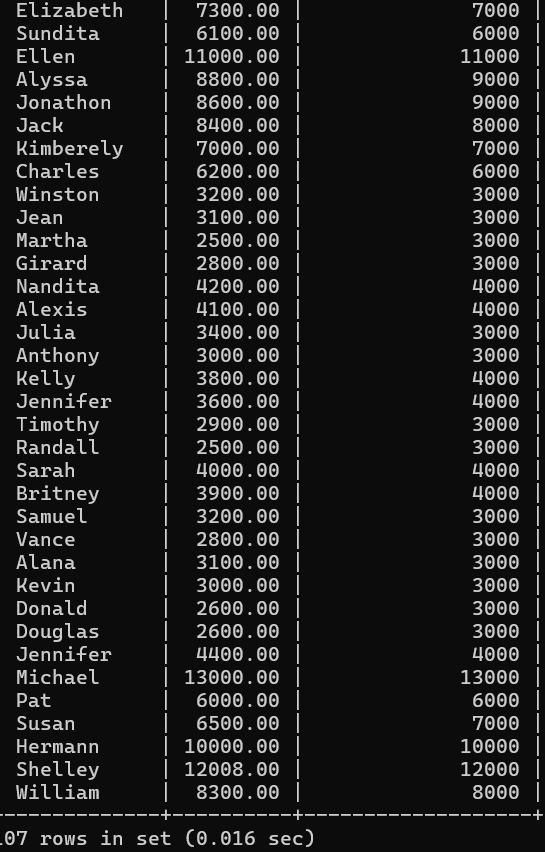 Elizabeth | 7300.00 | 7000 |
Sundita | 6100.00 | 6000 |
Ellen | 11000.00 | 11000 |
Alyssa | 8800.00 | 9000 |
Jonathon | 8600.00 | 9000 |
Jack | 8400.00 | 8000 |
Kimberely | 7000.00 | 7000 |
Charles | 6200.00 | 6000 |
Winston | 3200.00 | 3000 |
Jean | 3100.00 | 3000 |
Martha | 2500.00 | 3000 |
Girard | 2800.00 | 3000 |
Nandita | 4200.00 | 4000 |
Alexis | 4100.00 | 4000 |
Julia | 3400.00 | 3000 |
Anthony | 3000.00 | 3000 |
Kelly | 3800.00 | 4000 |
Jennifer | 3600.00 | 4000 |
Timothy | 2900.00 | 3000 |
Randall | 2500.00 | 3000 |
Sarah | 4000.00 | 4000 |
Britney | 3900.00 | 4000 |
Samuel | 3200.00 | 3000 |
Vance | 2800.00 | 3000 |
Alana | 3100.00 | 3000 |
Kevin | 3000.00 | 3000 |
Donald | 2600.00 | 3000 |
Douglas | 2600.00 | 3000 |
Jennifer | 4400.00 | 4000 |
Michael | 13000.00 | 13000 |
Pat | 6000.00 | 6000 |
Susan | 6500.00 | 7000 |
Hermann | 10000.00 | 10000 |
Shelley | 12008.00 | 12000 |
William | 8300.00 | 8000 |
107 rows in set (0.016 sec)